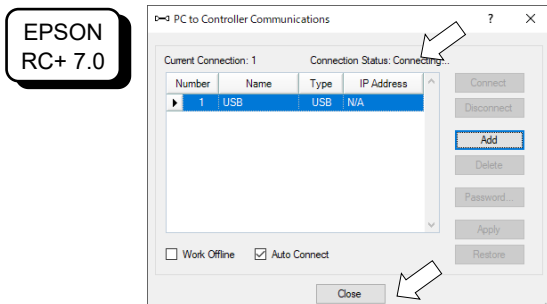 EPSON
RC+ 7.0
PC to Controller Communications
Current Connection: 1 Connection Status: Connecting...
Number Name Type IP Address
1 USB USB N/A
Connect
Disconnect
Add
Delete
Password...
Apply
Restore
Work Offline Auto Connect
Close